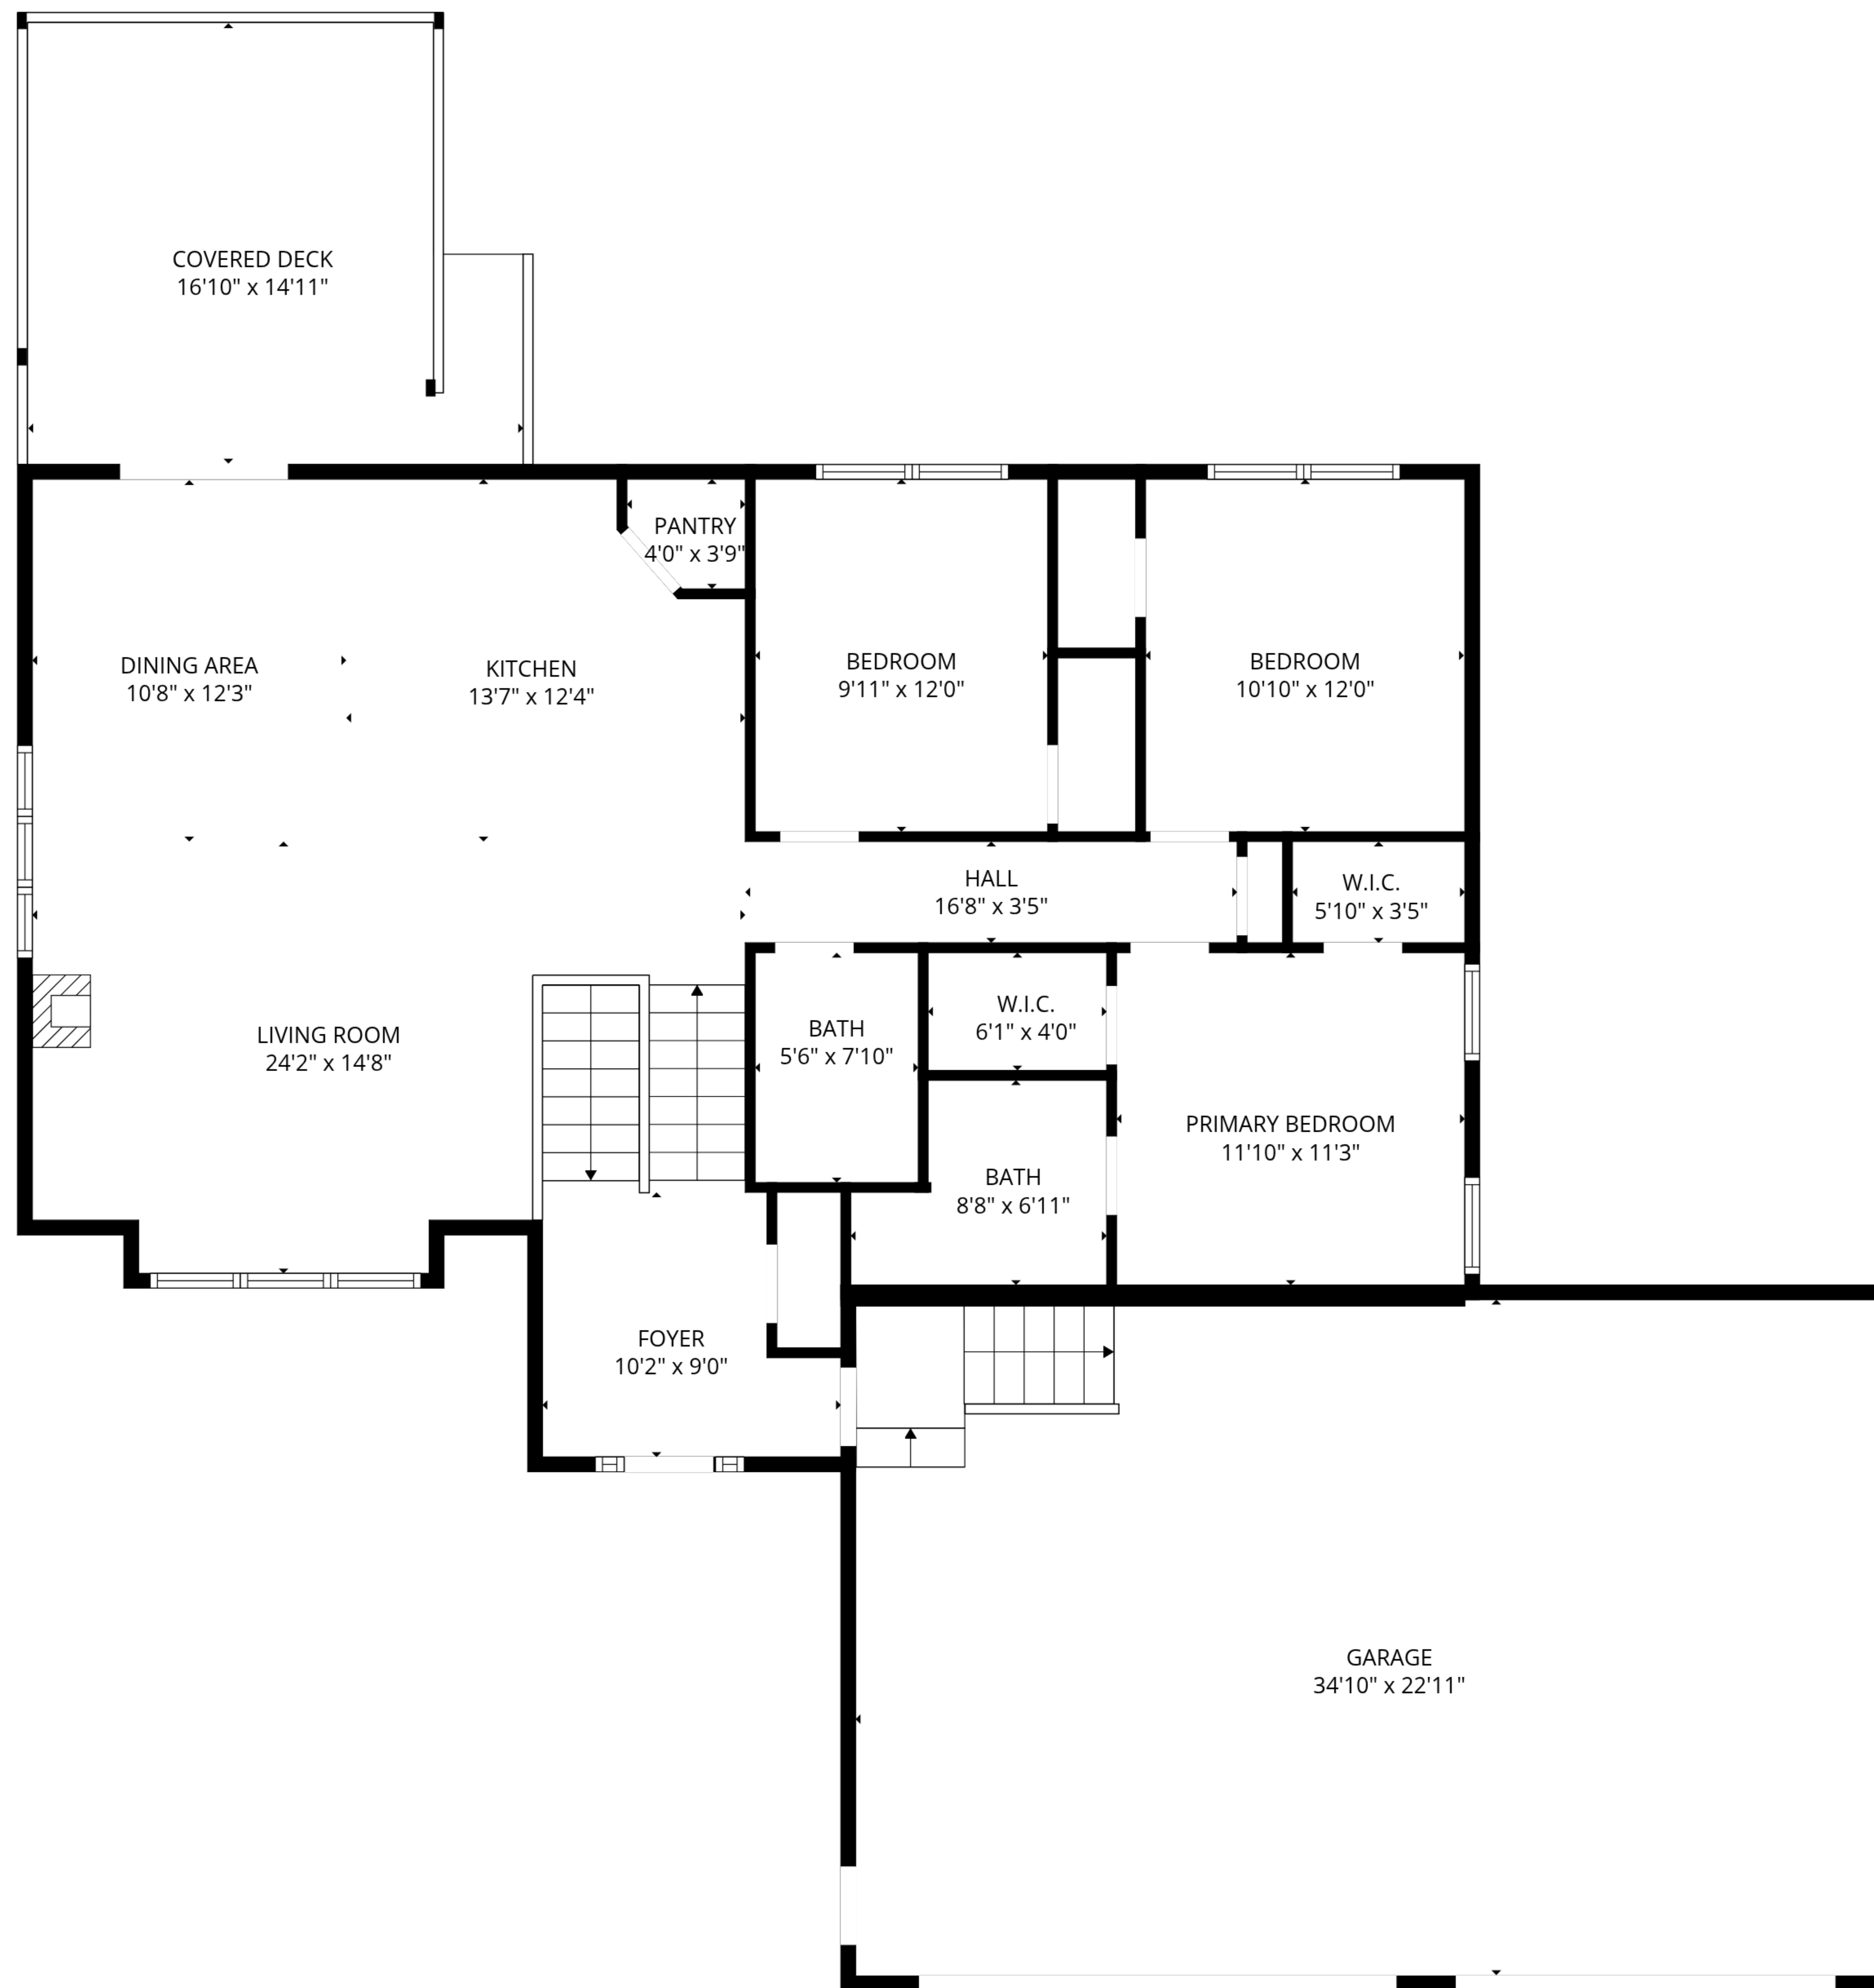 COVERED DECK
16'10" x 14'11"
PANTRY
4'0" x 3'9"
DINING AREA
10'8" x 12'3"
KITCHEN
13'7" x 12'4"
BEDROOM
9'11" x 12'0"
BEDROOM
10'10" x 12'0"
HALL
16'8" x 3'5"
W.I.C.
5'10" x 3'5"
LIVING ROOM
24'2" x 14'8"
BATH
5'6" x 7'10"
W.I.C.
6'1" x 4'0"
PRIMARY BEDROOM
11'10" x 11'3"
BATH
8'8" x 6'11"
FOYER
10'2" x 9'0"
GARAGE
34'10" x 22'11"